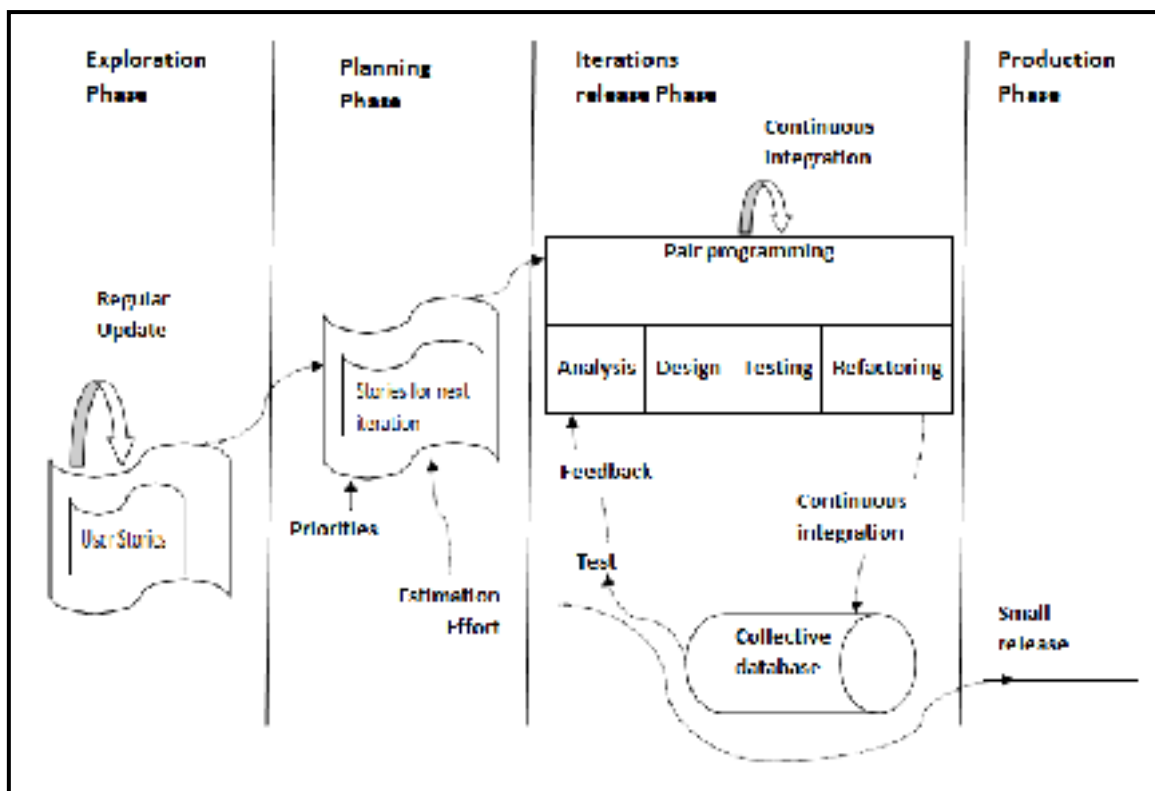 Exploration
Phase
Planning
Phase
Iterations
release Phase
Production
Phase
Continuous
Integration
Pair programming
Regular
Update
Analysis
Design
Testing
Refactoring
Stories for next
iteration
User Stories
Priorities
Estimation
Effort
Feedback
Test
Continuous
integration
Collective
database
Small
release